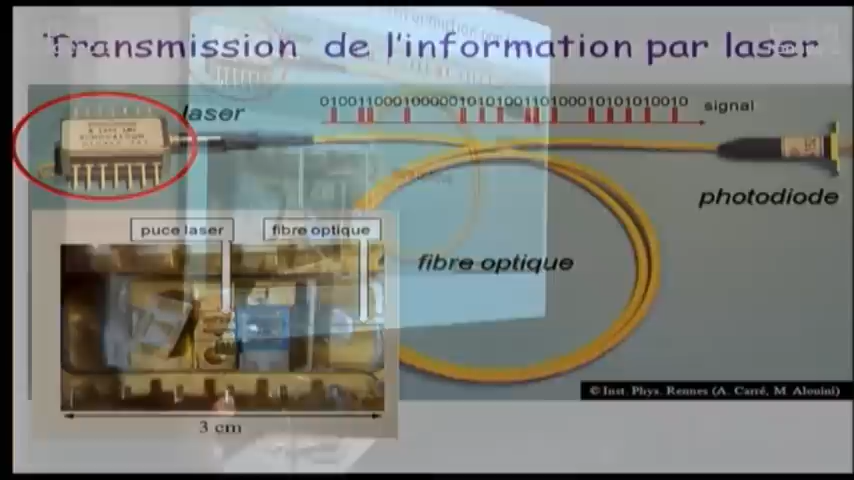 Transmission de l'information par laser
laser
010011000100000101010011010001010101010010
signal
photodiode
puce laser
fibre optique
fibre optique
3 cm
© Inst. Phys. Rennes (A. Carré, M. Alouini)